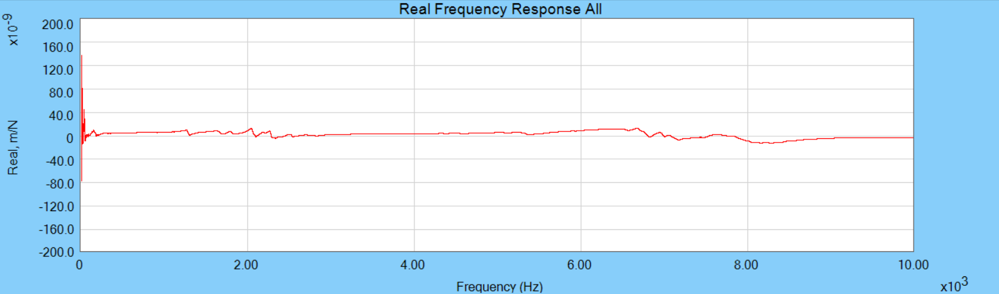 Real Frequency Response All
x10-9
Real, m/N
200.0
160.0
120.0
80.0
40.0
0
-40.0
-80.0
-120.0
-160.0
-200.0
0 2.00 4.00 6.00 8.00 10.00
Frequency (Hz) x103